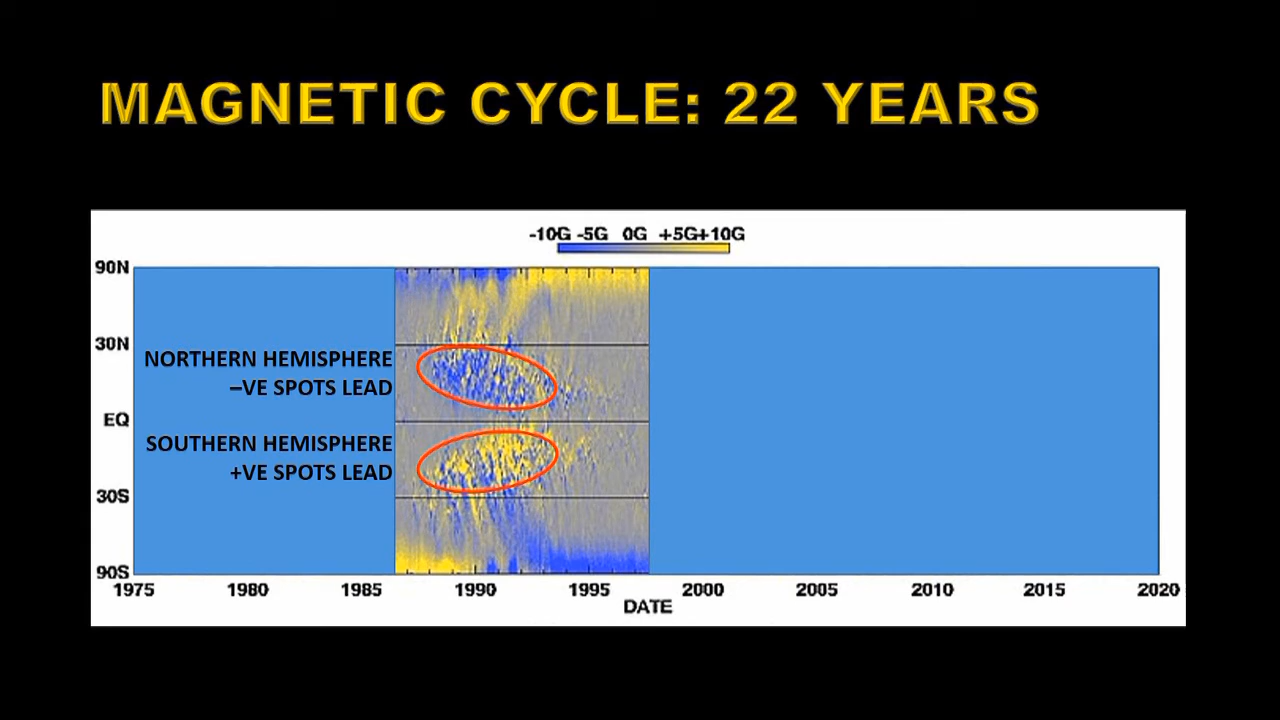 MAGNETIC CYCLE: 22 YEARS
-10G -5G 0G +5G+10G
90N
30N
NORTHERN HEMISPHERE
–VE SPOTS LEAD
EQ
SOUTHERN HEMISPHERE
+VE SPOTS LEAD
30S
90S
1975 1980 1985 1990 1995 2000 2005 2010 2015 2020
DATE